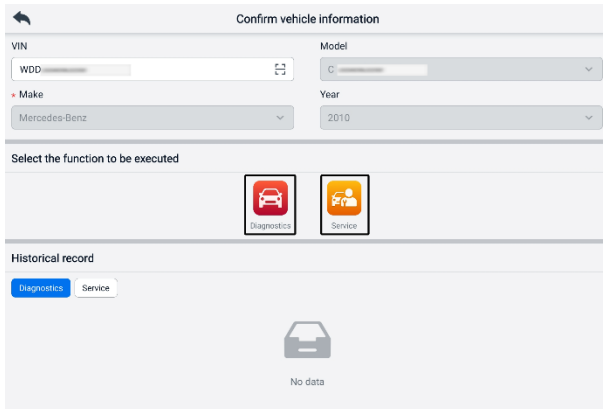 Confirm vehicle information
VIN
Model
WDD
C
* Make
Year
Mercedes-Benz
2010
Select the function to be executed
Diagnostics
Service
Historical record
Diagnostics
Service
No data